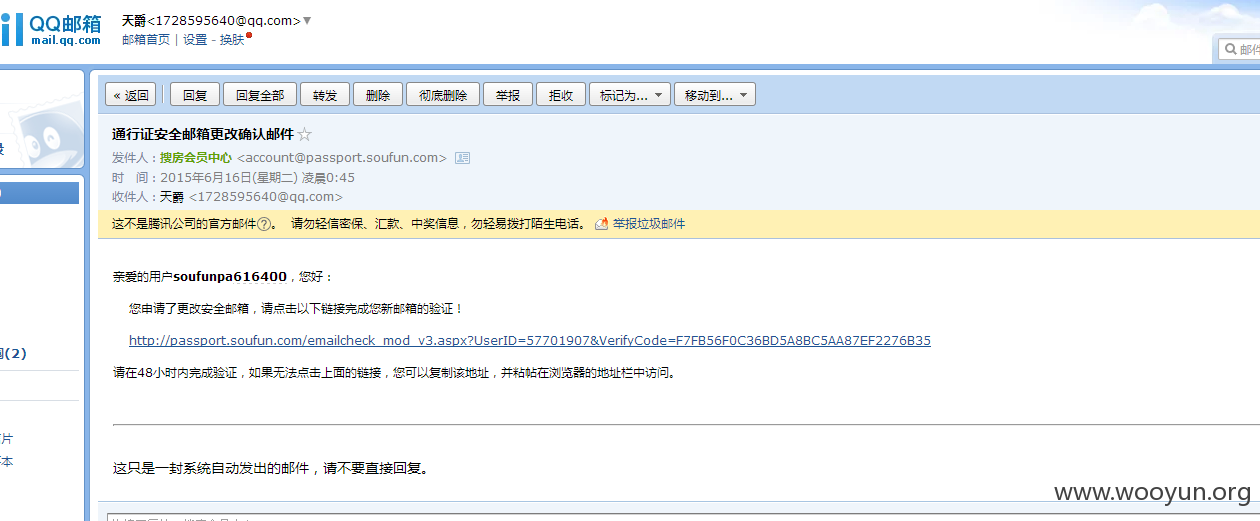 QQ邮箱
mail.qq.com
天爵<1728595640@qq.com>
邮箱首页 | 设置 - 换肤
邮件
« 返回 回复 回复全部 转发 删除 彻底删除 举报 拒收 标记为... 移动到...
通行证安全邮箱更改确认邮件
发件人：搜房会员中心 <account@passport.soufun.com>
时 间：2015年6月16日(星期二) 凌晨0:45
收件人：天爵 <1728595640@qq.com>
这不是腾讯公司的官方邮件?。 请勿轻信密保、汇款、中奖信息，勿轻易拨打陌生电话。 举报垃圾邮件
亲爱的用户soufunpa616400，您好：
您申请了更改安全邮箱，请点击以下链接完成您新邮箱的验证！
http://passport.soufun.com/emailcheck_mod_v3.aspx?UserID=57701907&VerifyCode=F7FB56F0C36BD5A8BC5AA87EF2276B35
(2)
请在48小时内完成验证，如果无法点击上面的链接，您可以复制该地址，并粘帖在浏览器的地址栏中访问。
片
本
这只是一封系统自动发出的邮件，请不要直接回复。
www.wooyun.org